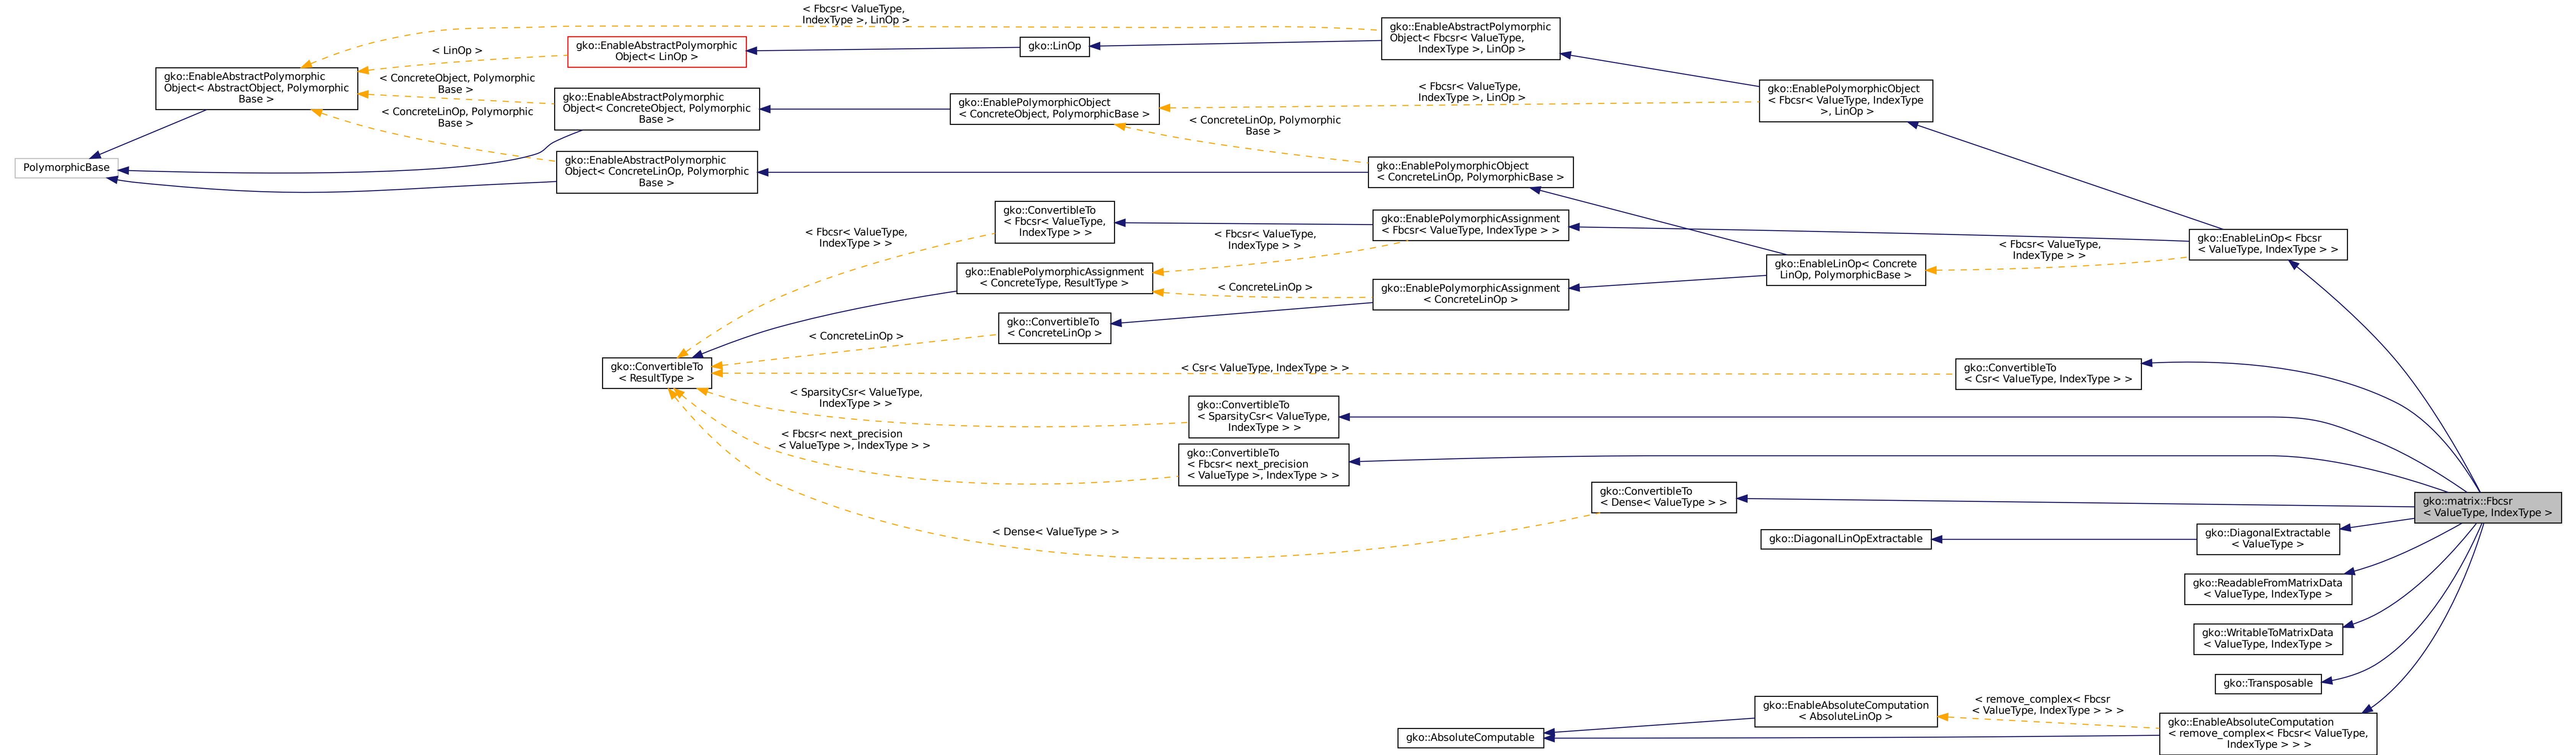 < Fbcsr< ValueType,
IndexType >, LinOp >
gko::EnableAbstractPolymorphic
Object< Fbcsr< ValueType,
IndexType >, LinOp >
gko::EnableAbstractPolymorphic
Object< LinOp >
gko::LinOp
< LinOp >
gko::EnableAbstractPolymorphic
Object< AbstractObject, Polymorphic
Base >
< ConcreteObject, Polymorphic
Base >
gko::EnableAbstractPolymorphic
Object< ConcreteObject, Polymorphic
Base >
gko::EnablePolymorphicObject
< ConcreteObject, PolymorphicBase >
< Fbcsr< ValueType,
IndexType >, LinOp >
gko::EnablePolymorphicObject
< Fbcsr< ValueType, IndexType
>, LinOp >
< ConcreteLinOp, Polymorphic
Base >
< ConcreteLinOp, Polymorphic
Base >
PolymorphicBase
gko::EnableAbstractPolymorphic
Object< ConcreteLinOp, Polymorphic
Base >
gko::EnablePolymorphicObject
< ConcreteLinOp, PolymorphicBase >
gko::ConvertibleTo
< Fbcsr< ValueType,
IndexType > >
gko::EnablePolymorphicAssignment
< Fbcsr< ValueType, IndexType > >
< Fbcsr< ValueType,
IndexType > >
< Fbcsr< ValueType,
IndexType > >
< Fbcsr< ValueType,
IndexType > >
gko::EnableLinOp< Fbcsr
< ValueType, IndexType > >
gko::EnablePolymorphicAssignment
< ConcreteType, ResultType >
gko::EnableLinOp< Concrete
LinOp, PolymorphicBase >
< ConcreteLinOp >
gko::EnablePolymorphicAssignment
< ConcreteLinOp >
gko::ConvertibleTo
< ConcreteLinOp >
< ConcreteLinOp >
gko::ConvertibleTo
< ResultType >
< Csr< ValueType, IndexType > >
gko::ConvertibleTo
< Csr< ValueType, IndexType > >
< SparsityCsr< ValueType,
IndexType > >
gko::ConvertibleTo
< SparsityCsr< ValueType,
IndexType > >
< Fbcsr< next_precision
< ValueType >, IndexType > >
gko::ConvertibleTo
< Fbcsr< next_precision
< ValueType >, IndexType > >
gko::ConvertibleTo
< Dense< ValueType > >
< Dense< ValueType > >
gko::matrix::Fbcsr
< ValueType, IndexType >
gko::DiagonalLinOpExtractable
gko::DiagonalExtractable
< ValueType >
gko::ReadableFromMatrixData
< ValueType, IndexType >
gko::WritableToMatrixData
< ValueType, IndexType >
gko::Transposable
gko::EnableAbsoluteComputation
< AbsoluteLinOp >
< remove_complex< Fbcsr
< ValueType, IndexType > > >
gko::AbsoluteComputable
gko::EnableAbsoluteComputation
< remove_complex< Fbcsr< ValueType,
IndexType > > >